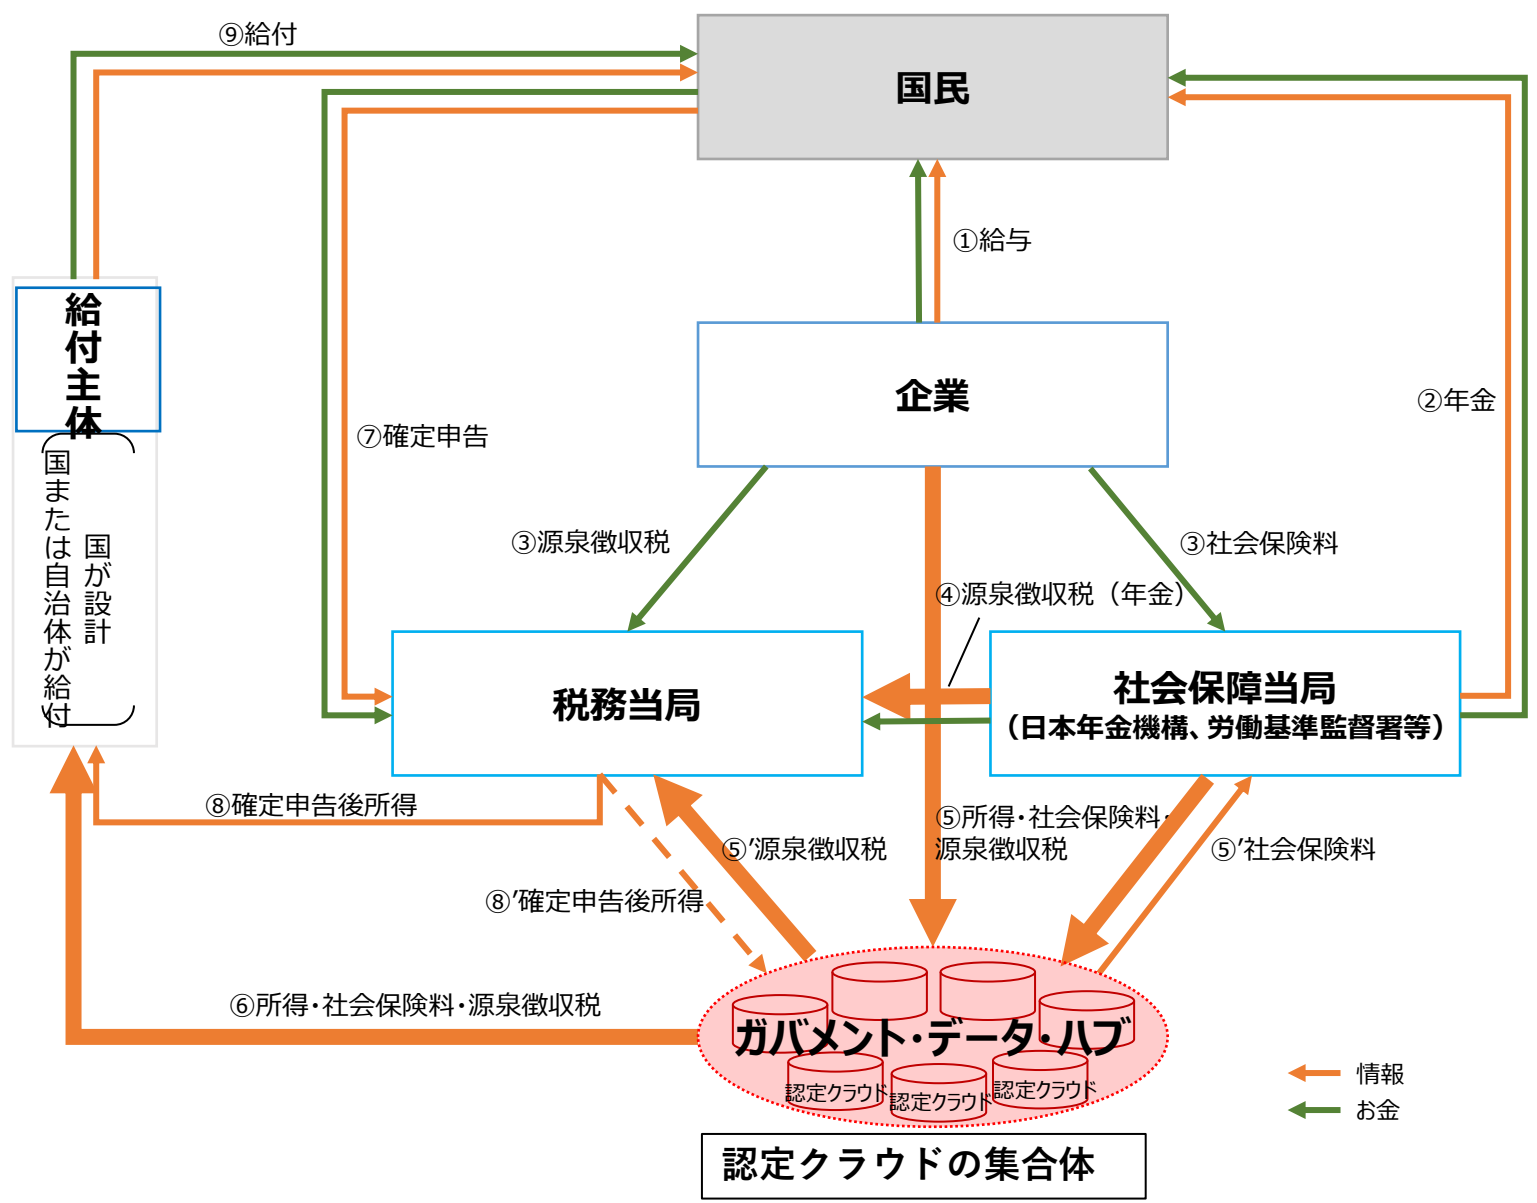 ⑨給付
国民
①給与
給付主体
国が設計
国または自治体が給付
企業
②年金
⑦確定申告
③源泉徴収税
③社会保険料
④源泉徴収税（年金）
税務当局
社会保障当局
（日本年金機構、労働基準監督署等）
⑧確定申告後所得
⑤’源泉徴収税
⑤所得・社会保険料・
源泉徴収税
⑤’社会保険料
⑧’確定申告後所得
⑥所得・社会保険料・源泉徴収税
ガバメント・データ・ハブ
認定クラウド
認定クラウド
認定クラウド
情報
お金
認定クラウドの集合体